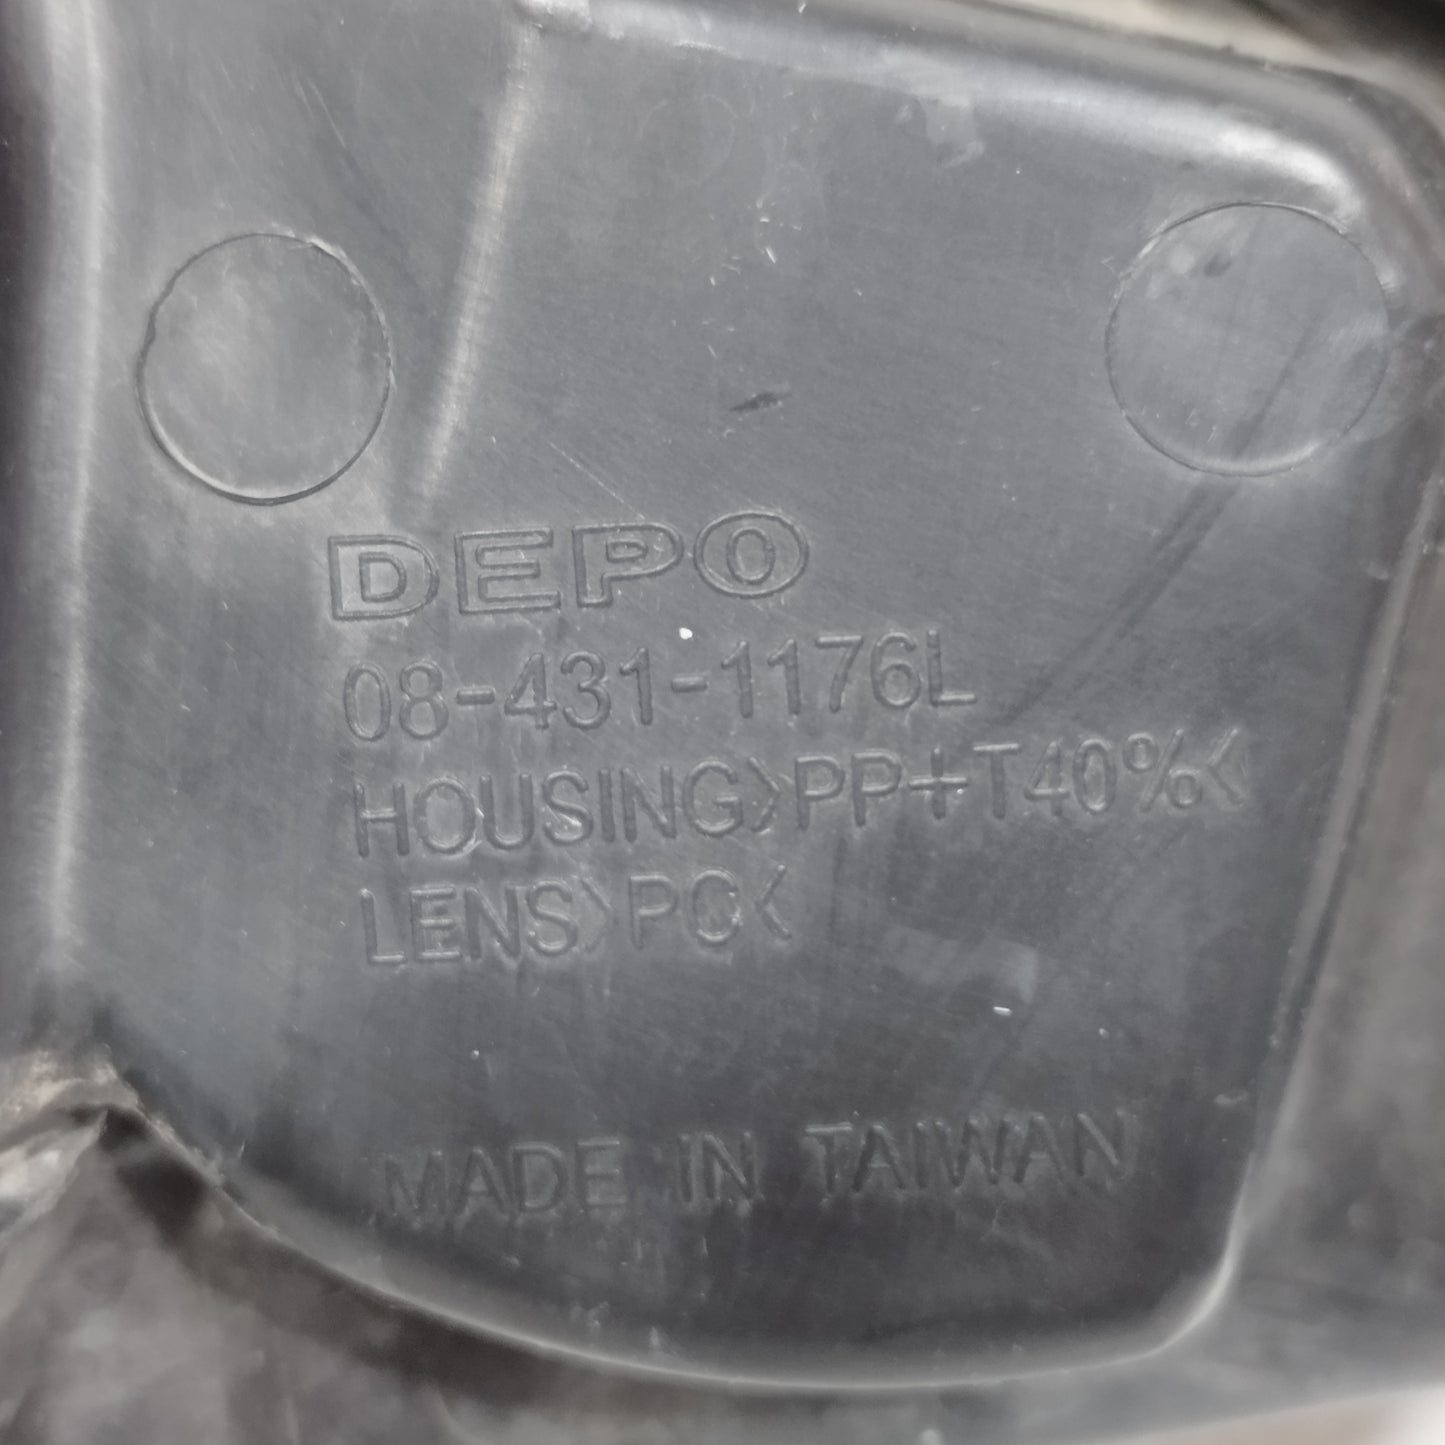 DEPO
08-431-1176L
HOUSING>PP+T40%<
LENS>PC<
MADE IN TAIWAN